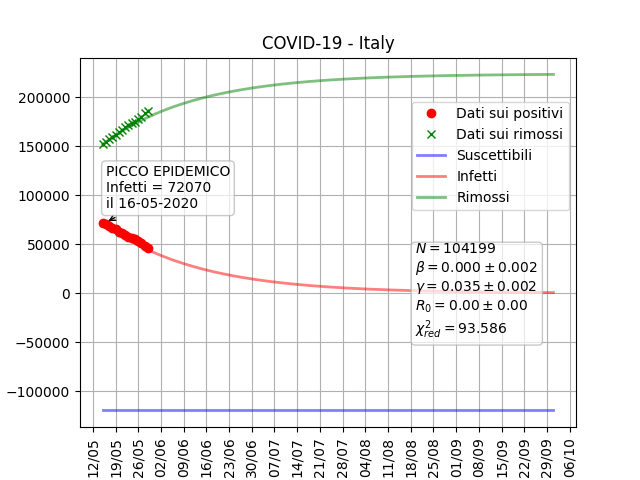 COVID-19 - Italy
200000
150000
100000
50000
0
−50000
−100000
PICCO EPIDEMICO
Infetti = 72070
il 16-05-2020
Dati sui positivi
Dati sui rimossi
Suscettibili
Infetti
Rimossi
N = 104199
β = 0.000 ± 0.002
γ = 0.035 ± 0.002
R₀ = 0.00 ± 0.00
χ²red = 93.586
12/05
19/05
26/05
02/06
09/06
16/06
23/06
30/06
07/07
14/07
21/07
28/07
04/08
11/08
18/08
25/08
01/09
08/09
15/09
22/09
29/09
06/10